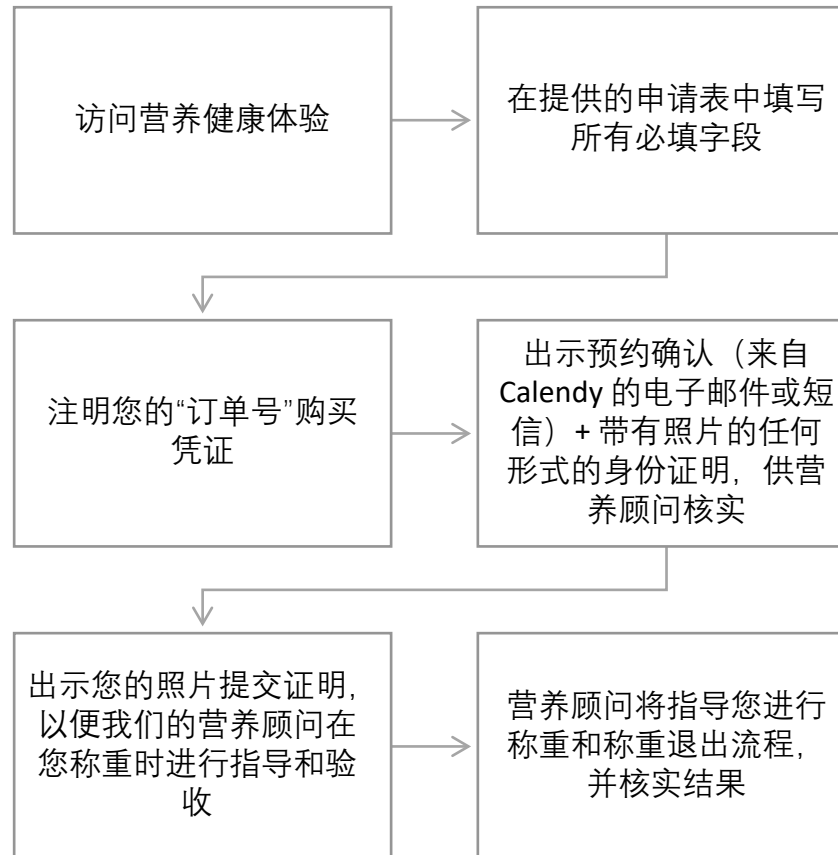 访问营养健康体验
在提供的申请表中填写
所有必填字段
注明您的“订单号”购买
凭证
出示预约确认（来自
Calendy 的电子邮件或短
信）+ 带有照片的任何
形式的身份证明，供营
养顾问核实
出示您的照片提交证明，
以便我们的营养顾问在
您称重时进行指导和验
收
营养顾问将指导您进行
称重和称重退出流程，
并核实结果